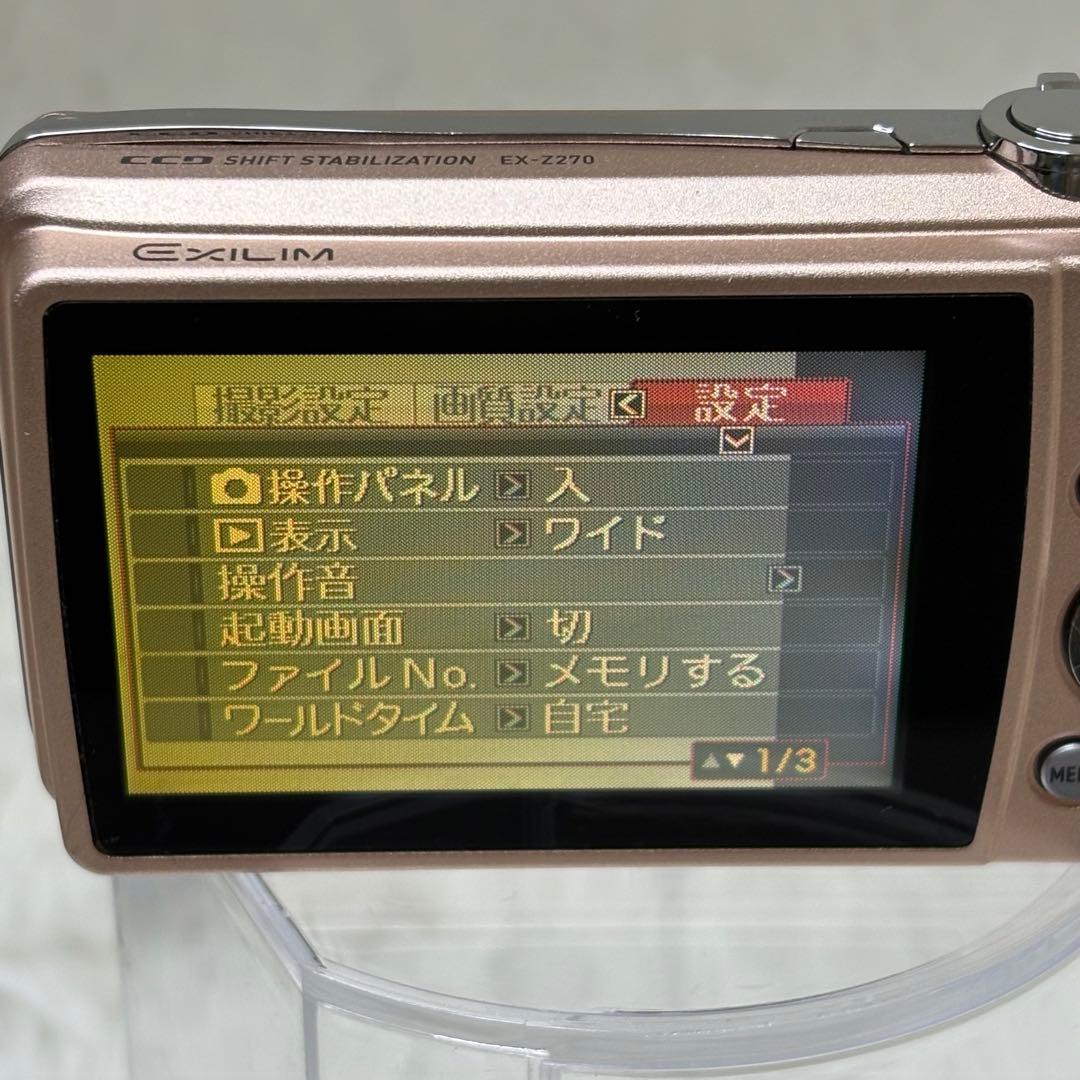 CCD SHIFT STABILIZATION EX-Z270
EXILIM
撮影設定 画質設定 設定
操作パネル 入
表示 ワイド
操作音
起動画面 切
ファイルNo. メモリする
ワールドタイム 自宅
1/3